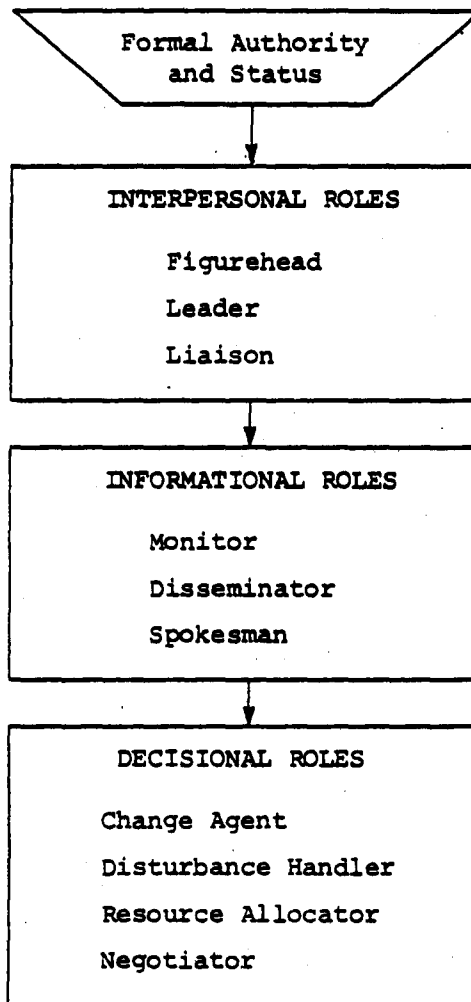 Formal Authority
and Status
INTERPERSONAL ROLES
Figurehead
Leader
Liaison
INFORMATIONAL ROLES
Monitor
Disseminator
Spokesman
DECISIONAL ROLES
Change Agent
Disturbance Handler
Resource Allocator
Negotiator